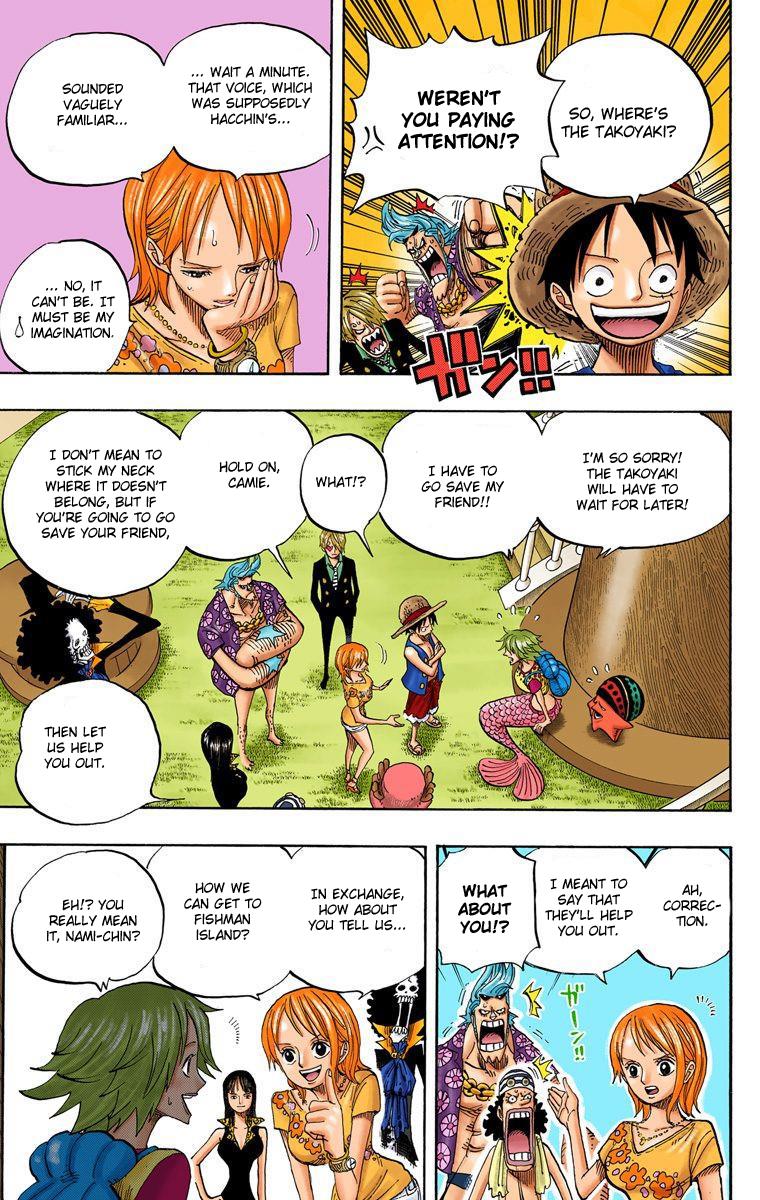 SO, WHERE'S
THE TAKOYAKI?
WEREN'T
YOU PAYING
ATTENTION!?
ガーン!!
... WAIT A MINUTE.
THAT VOICE, WHICH
WAS SUPPOSEDLY
HACCHIN'S...
SOUNDED
VAGUELY
FAMILIAR...
... NO, IT
CAN'T BE. IT
MUST BE MY
IMAGINATION.
I'M SO SORRY!
THE TAKOYAKI
WILL HAVE TO
WAIT FOR LATER!
I HAVE TO
GO SAVE MY
FRIEND!!
WHAT!?
HOLD ON,
CAMIE.
I DON'T MEAN TO
STICK MY NECK
WHERE IT DOESN'T
BELONG, BUT IF
YOU'RE GOING TO GO
SAVE YOUR FRIEND,
THEN LET
US HELP
YOU OUT.
AH,
CORREC-
TION.
I MEANT TO
SAY THAT
THEY'LL HELP
YOU OUT.
WHAT
ABOUT
YOU!?
ガーン!!
IN EXCHANGE,
HOW ABOUT
YOU TELL US...
HOW WE
CAN GET TO
FISHMAN
ISLAND?
EH!? YOU
REALLY MEAN
IT, NAMI-CHIN?